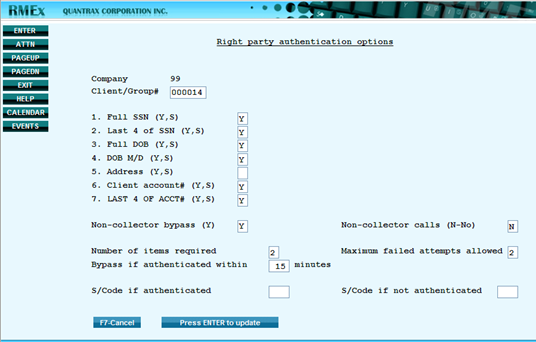 RMEx QUANTRAX CORPORATION INC.
ENTER
ATTN
PAGEUP
PAGEDN
EXIT
HELP
CALENDAR
EVENTS
Right party authentication options
Company 99
Client/Group# 000014
1. Full SSN (Y,S) Y
2. Last 4 of SSN (Y,S) Y
3. Full DOB (Y,S) Y
4. DOB M/D (Y,S) Y
5. Address (Y,S)
6. Client account# (Y,S) Y
7. LAST 4 OF ACCT# (Y,S) Y
Non-collector bypass (Y) Y Non-collector calls (N-No) N
Number of items required 2 Maximum failed attempts allowed 2
Bypass if authenticated within 15 minutes
S/Code if authenticated S/Code if not authenticated
F7-Cancel Press ENTER to update